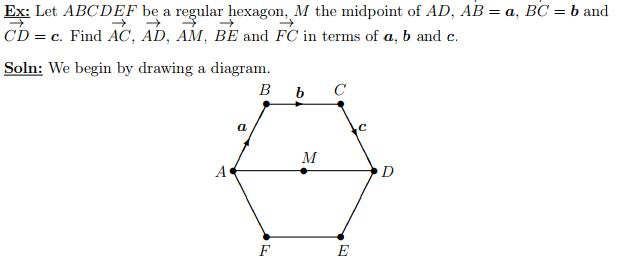 Ex: Let ABCDEF be a regular hexagon, M the midpoint of AD, AB = a, BC = b and
CD = c. Find AC, AD, AM, BE and FC in terms of a, b and c.
Soln: We begin by drawing a diagram.
B b C
a c
M
A D
F E